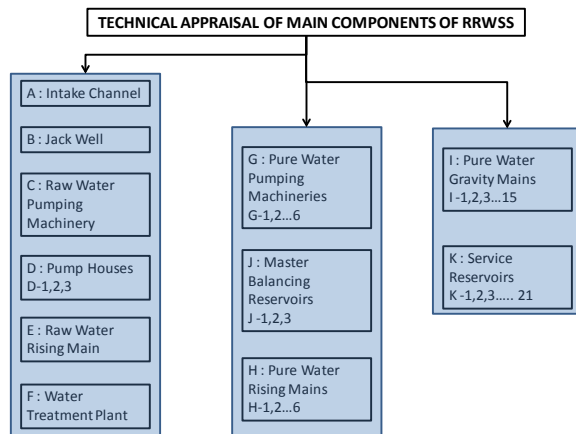 TECHNICAL APPRAISAL OF MAIN COMPONENTS OF RRWSS
A : Intake Channel
B : Jack Well
C : Raw Water
Pumping
Machinery
D : Pump Houses
D-1,2,3
E : Raw Water
Rising Main
F : Water
Treatment Plant
G : Pure Water
Pumping
Machineries
G-1,2...6
J : Master
Balancing
Reservoirs
J -1,2,3
H : Pure Water
Rising Mains
H-1,2...6
I : Pure Water
Gravity Mains
I -1,2,3...15
K : Service
Reservoirs
K -1,2,3..... 21